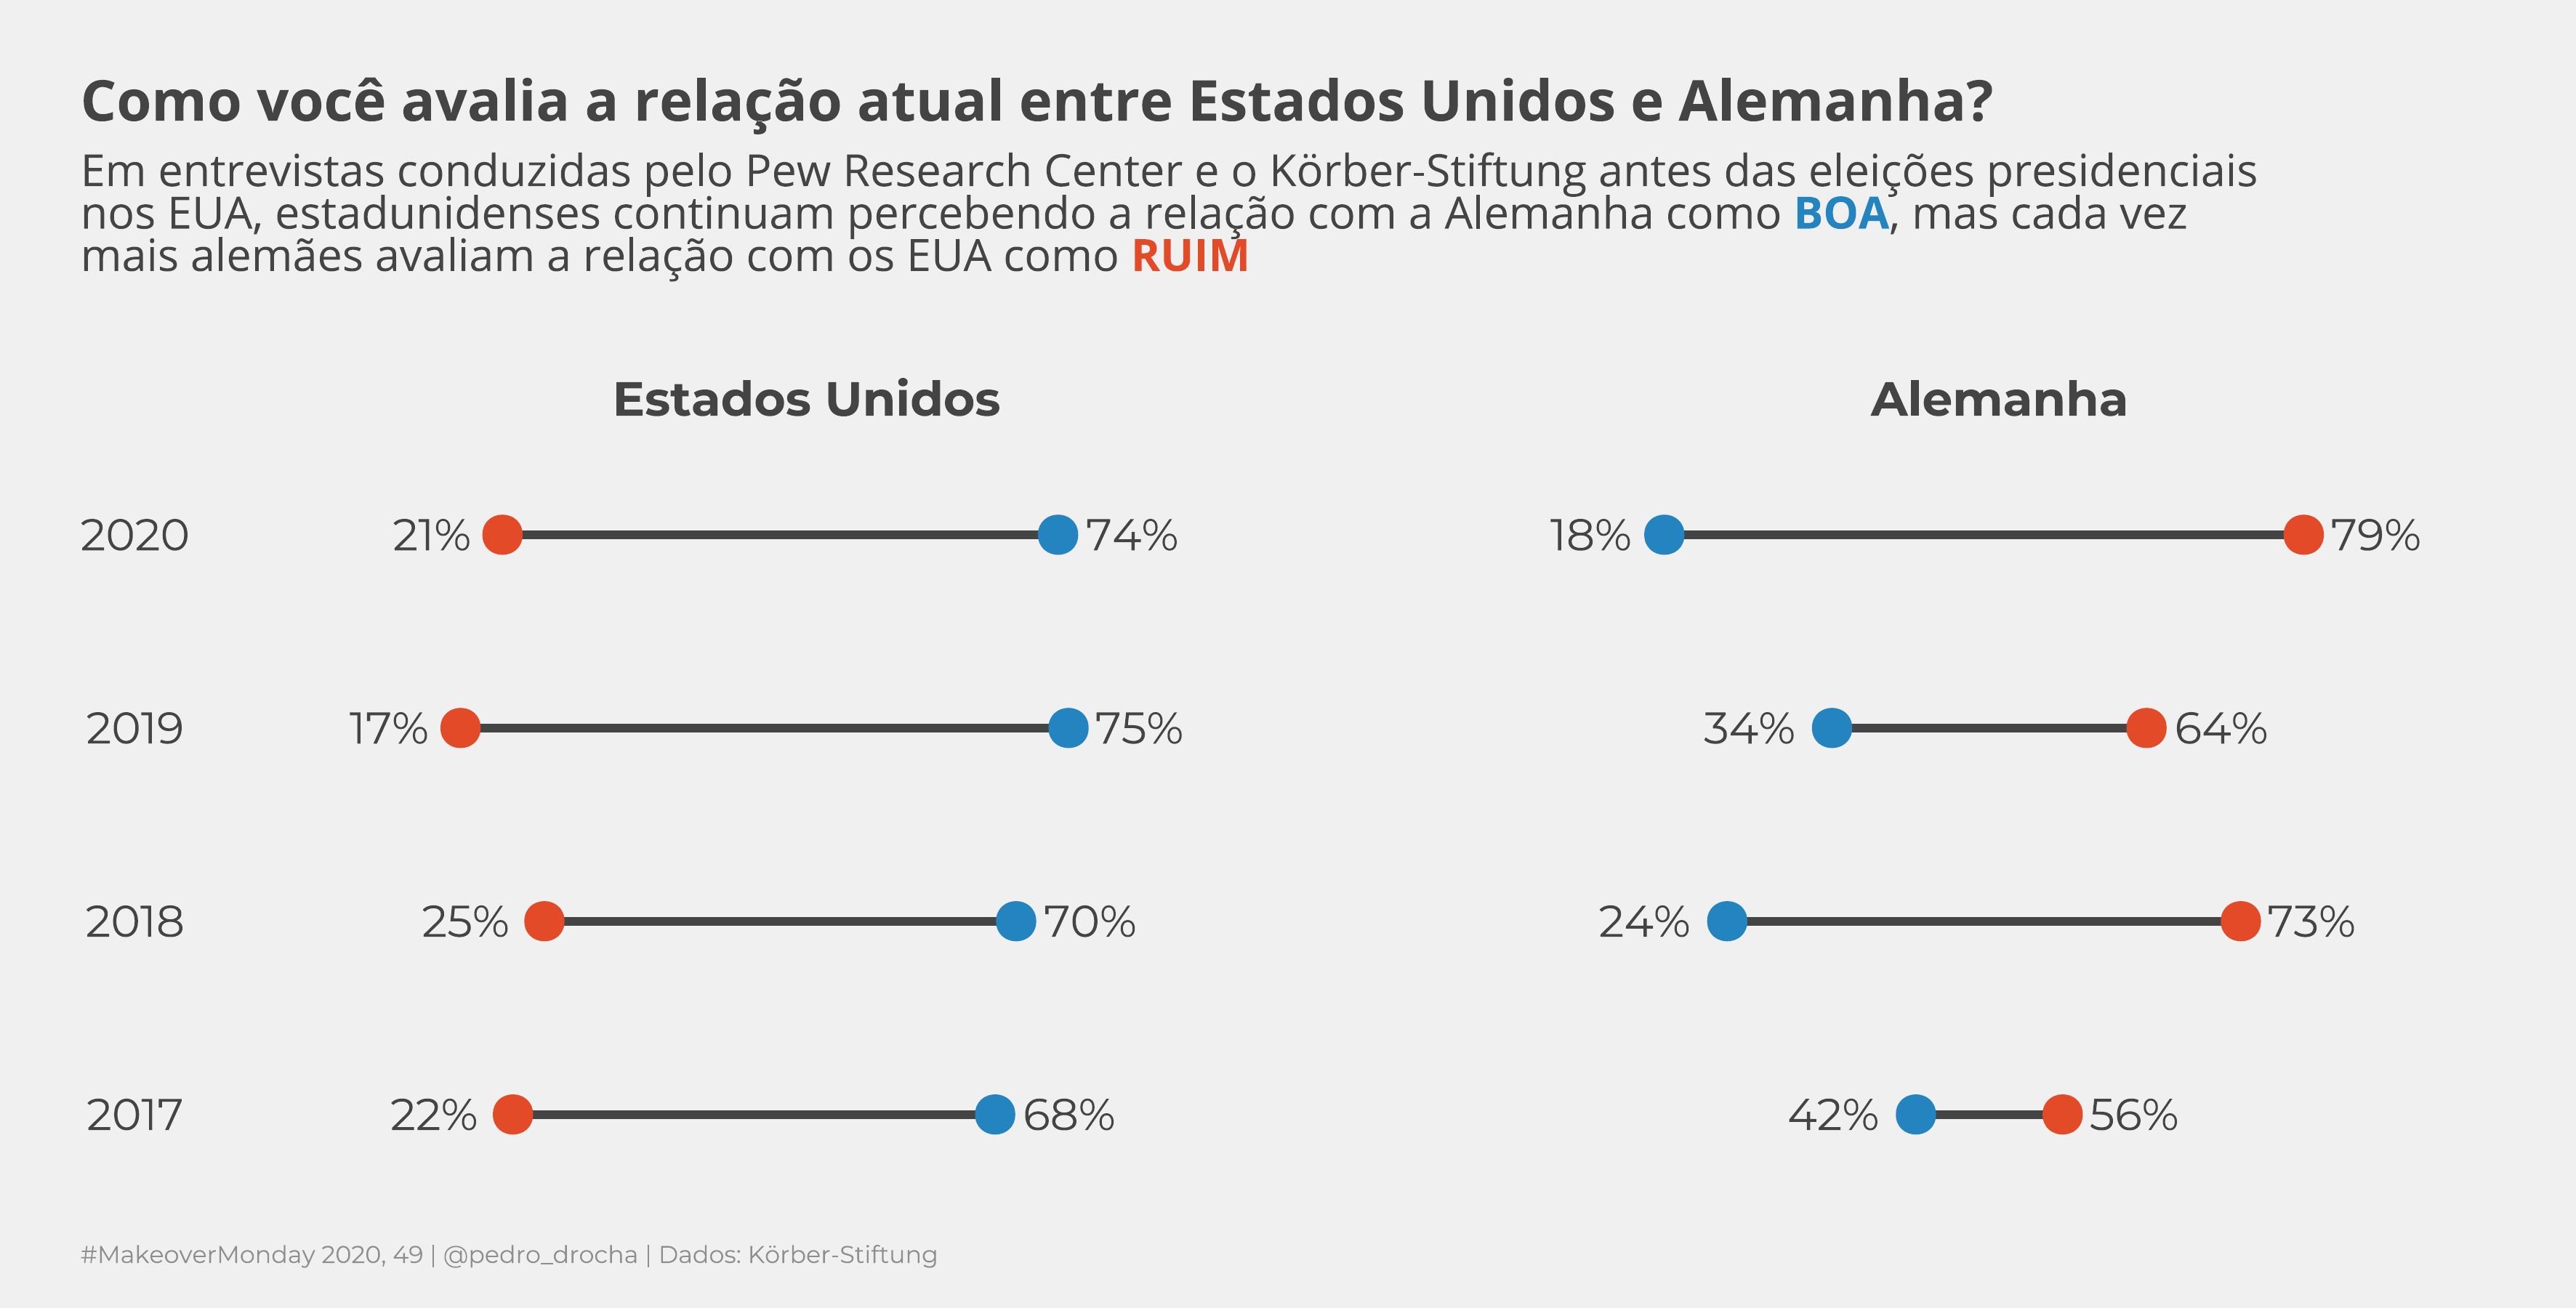 Como você avalia a relação atual entre Estados Unidos e Alemanha?
Em entrevistas conduzidas pelo Pew Research Center e o Körber-Stiftung antes das eleições presidenciais
nos EUA, estadunidenses continuam percebendo a relação com a Alemanha como BOA, mas cada vez
mais alemães avaliam a relação com os EUA como RUIM
Estados Unidos Alemanha
2020 21% 74% 18% 79%
2019 17% 75% 34% 64%
2018 25% 70% 24% 73%
2017 22% 68% 42% 56%
#MakeoverMonday 2020, 49 | @pedro_drocha | Dados: Körber-Stiftung